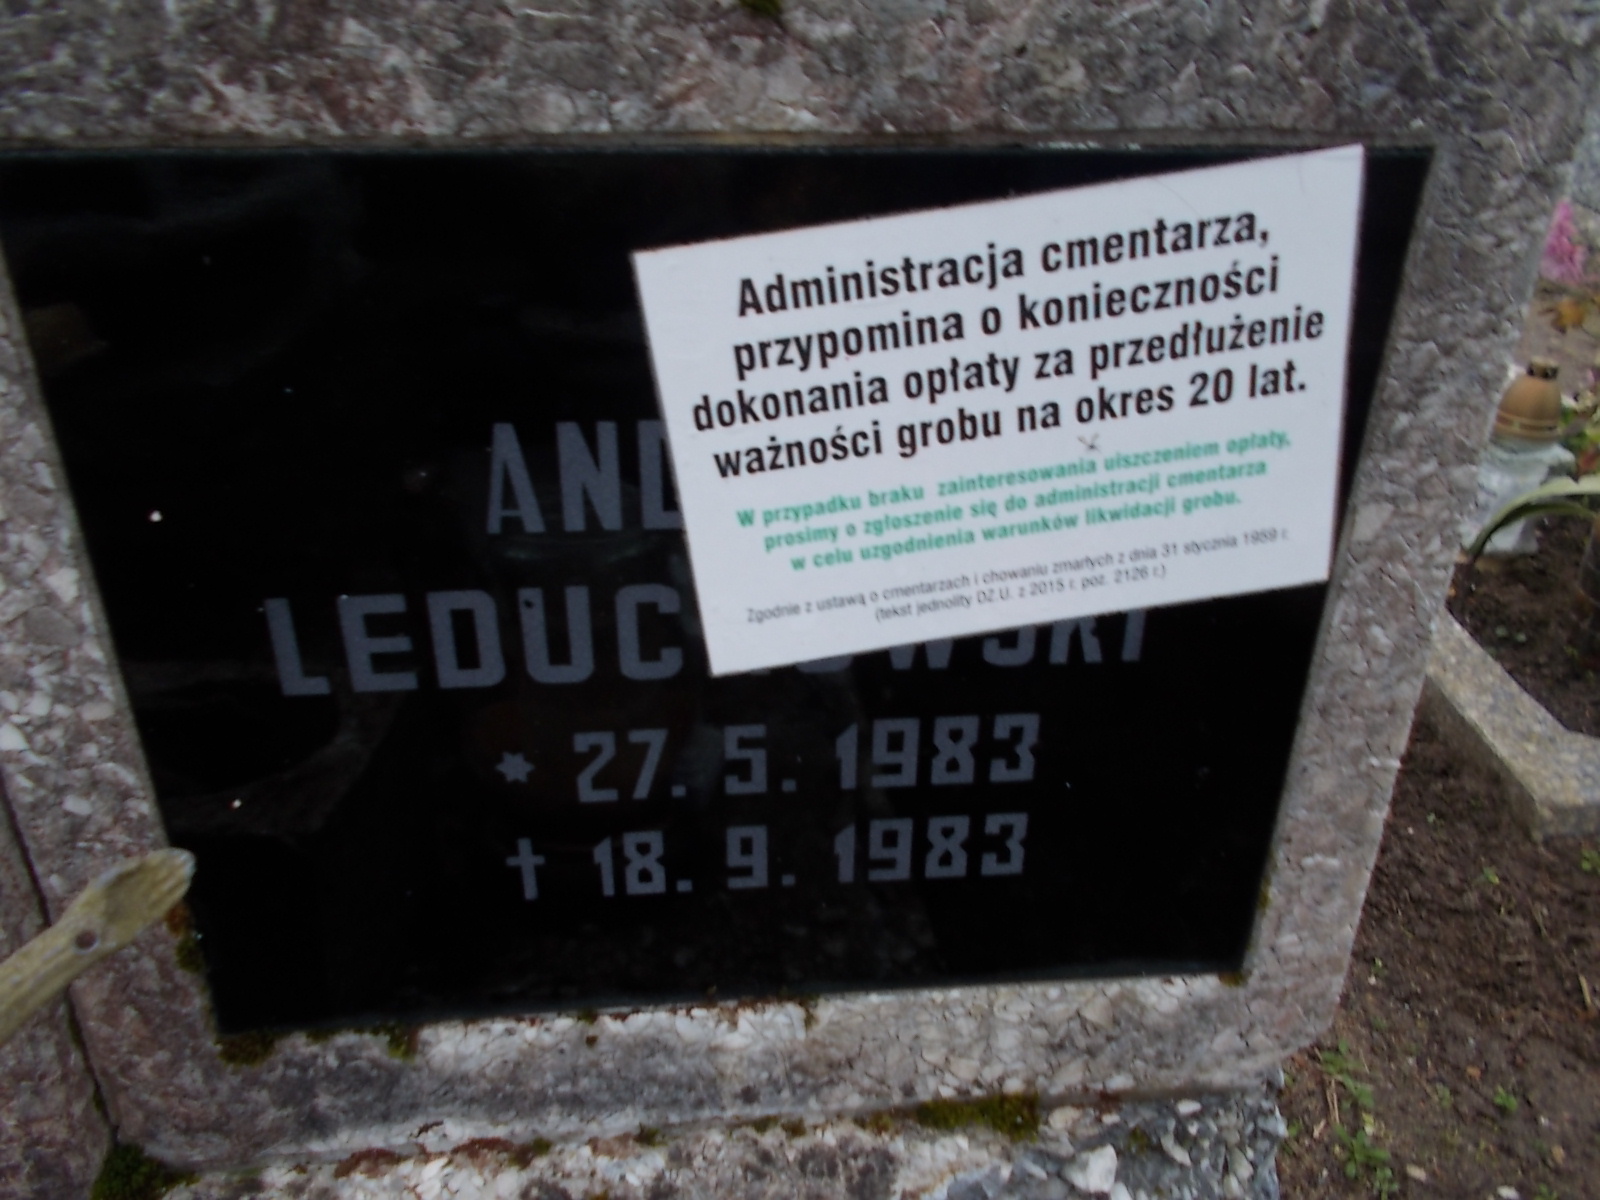 Administracja cmentarza,
przypomina o konieczności
dokonania opłaty za przedłużenie
ważności grobu na okres 20 lat.
W przypadku braku zainteresowania uiszczeniem opłaty,
prosimy o zgłoszenie się do administracji cmentarza
w celu uzgodnienia warunków likwidacji grobu.
Zgodnie z ustawą o cmentarzach i chowaniu zmarłych z dnia 31 stycznia 1959 r.
(tekst jednolity DZ.U. z 2015 r. poz. 2126 r.)
* 27. 5. 1983
† 18. 9. 1983